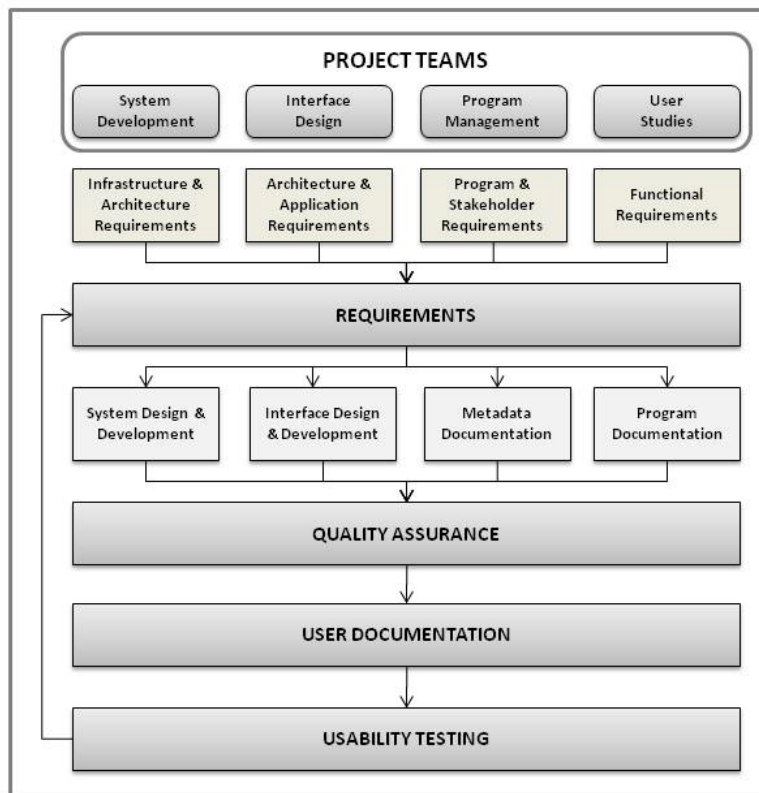 PROJECT TEAMS
System
Development
Interface
Design
Program
Management
User
Studies
Infrastructure &
Architecture
Requirements
Architecture &
Application
Requirements
Program &
Stakeholder
Requirements
Functional
Requirements
REQUIREMENTS
System Design &
Development
Interface Design
& Development
Metadata
Documentation
Program
Documentation
QUALITY ASSURANCE
USER DOCUMENTATION
USABILITY TESTING